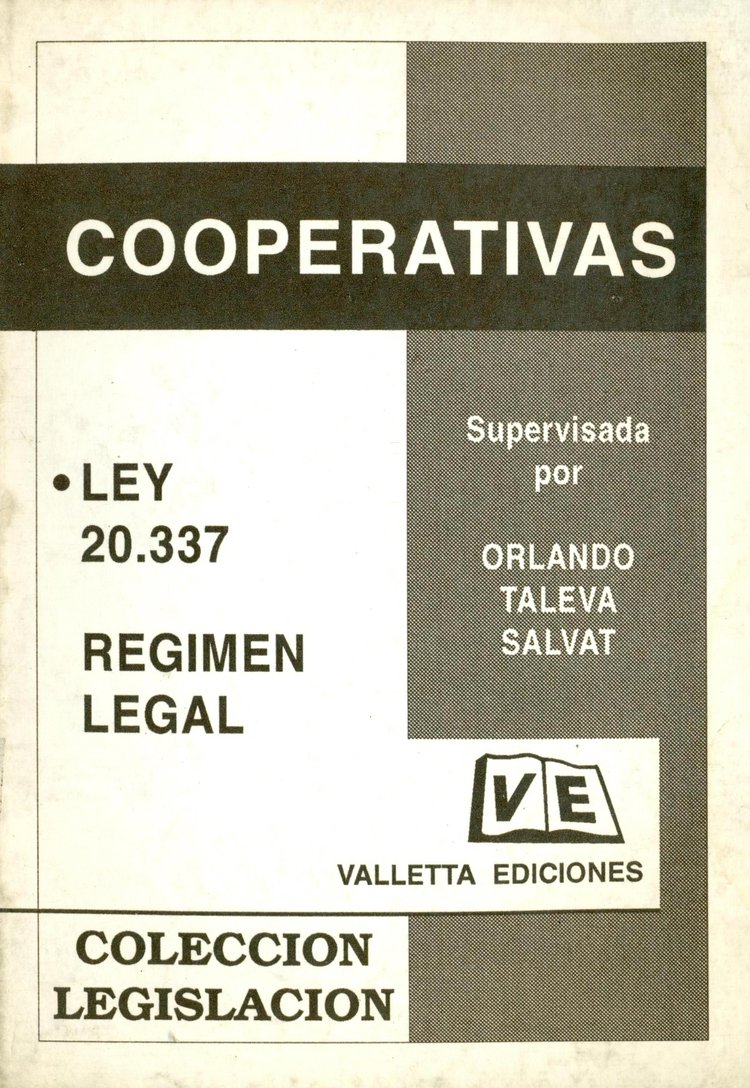 COOPERATIVAS
• LEY
20.337
REGIMEN
LEGAL
Supervisada
por
ORLANDO
TALEVA
SALVAT
VE
VALLETTA EDICIONES
COLECCION
LEGISLACION